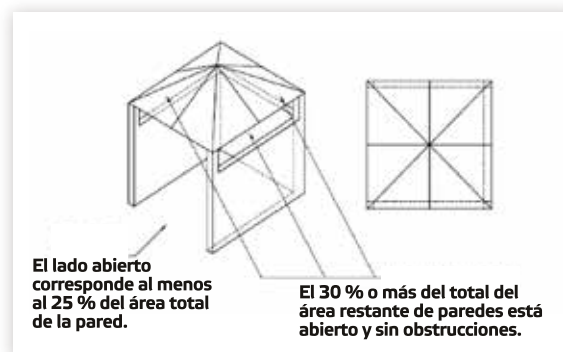 El lado abierto
corresponde al menos
al 25 % del área total
de la pared.
El 30 % o más del total del
área restante de paredes está
abierto y sin obstrucciones.